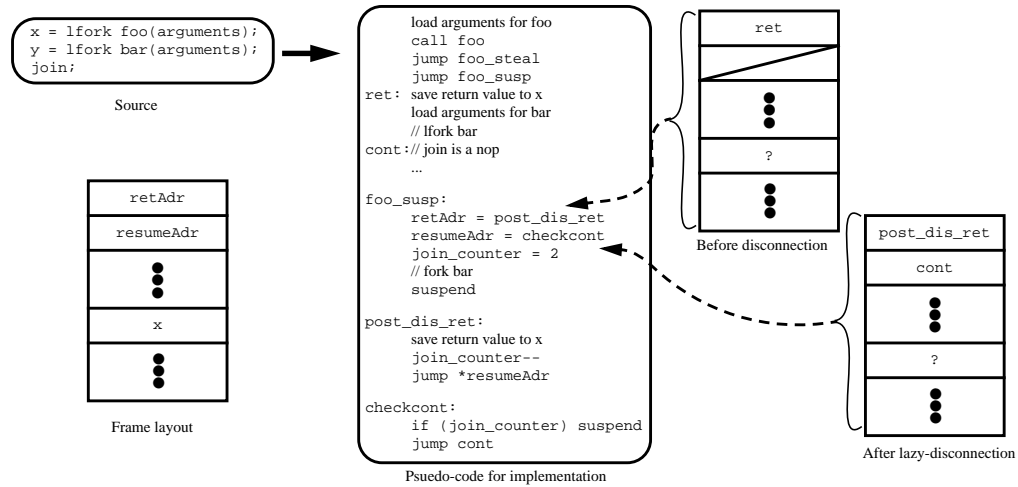 x = lfork foo(arguments);
y = lfork bar(arguments);
join;
Source
retAdr
resumeAdr
x
Frame layout
load arguments for foo
call foo
jump foo_steal
jump foo_susp
ret: save return value to x
load arguments for bar
// lfork bar
cont: // join is a nop
...
foo_susp:
retAdr = post_dis_ret
resumeAdr = checkcont
join_counter = 2
// fork bar
suspend
post_dis_ret:
save return value to x
join_counter--
jump *resumeAdr
checkcont:
if (join_counter) suspend
jump cont
Psuedo-code for implementation
ret
?
Before disconnection
post_dis_ret
cont
?
After lazy-disconnection